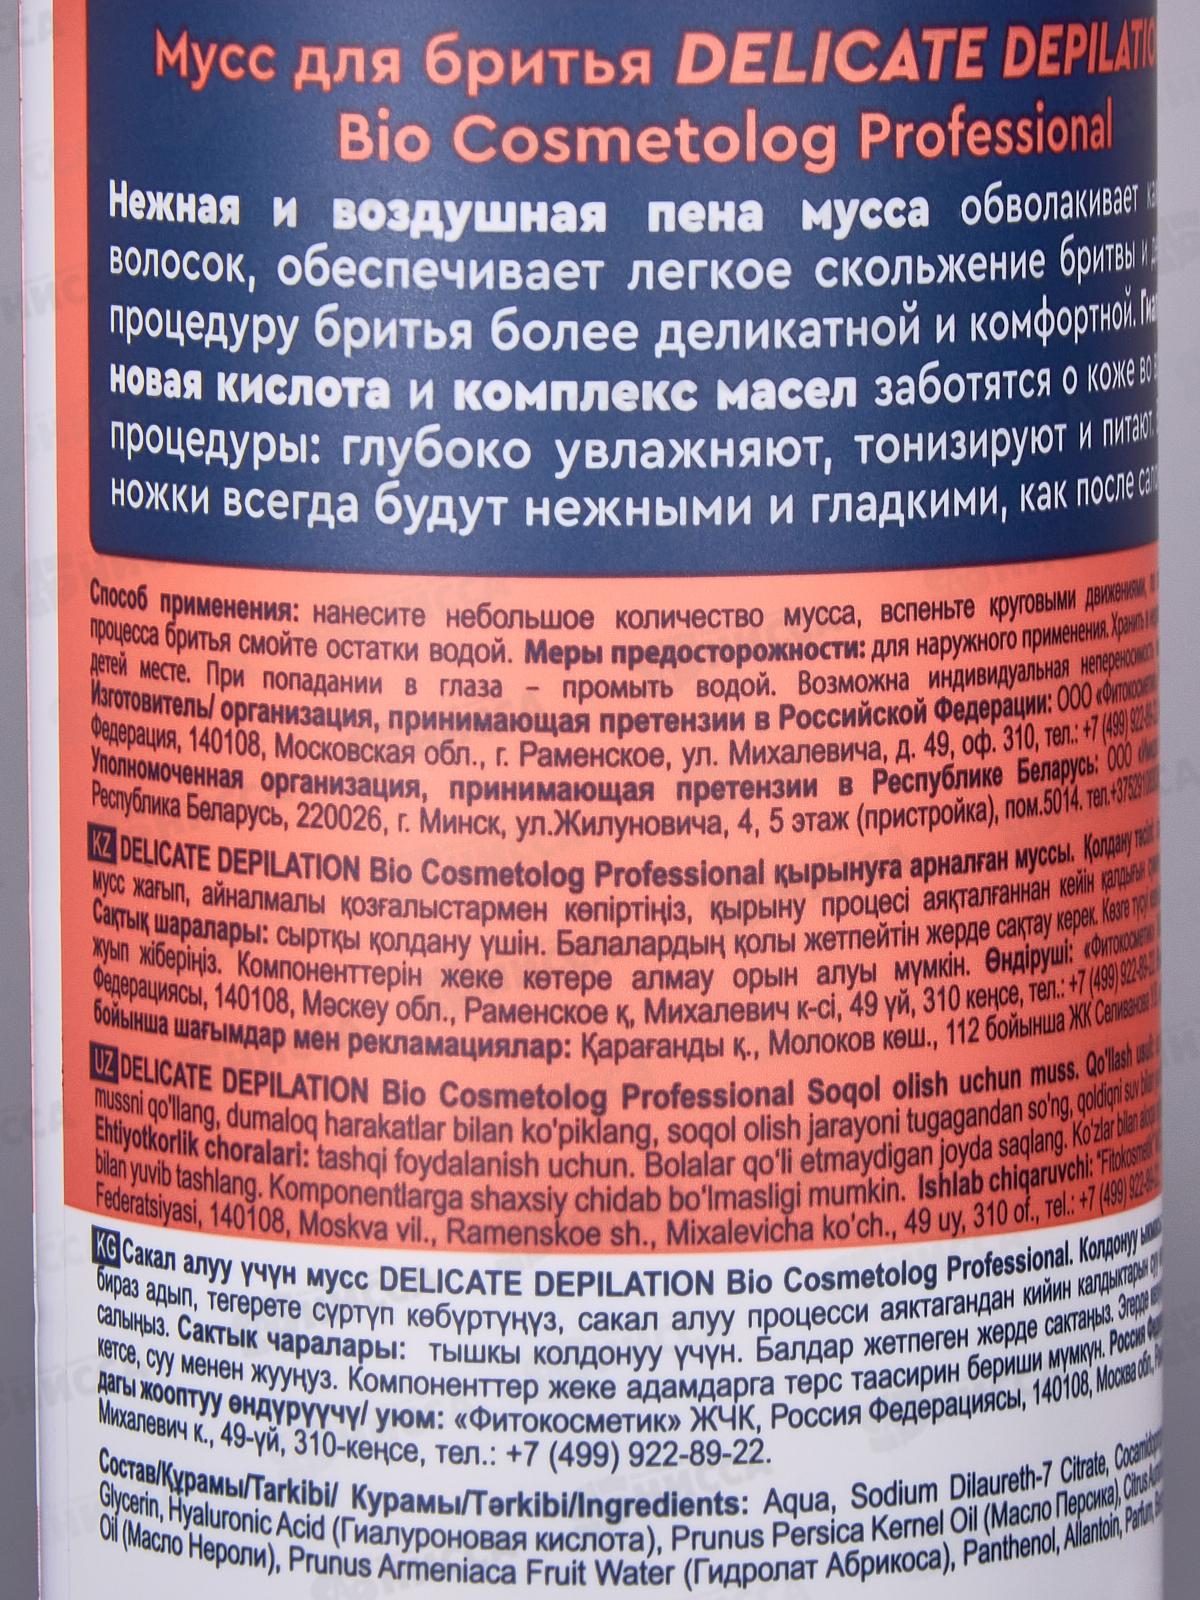 Мусс для бритья DELICATE DEPILATIO
Bio Cosmetolog Professional
Нежная и воздушная пена мусса обволакивает
волосок, обеспечивает легкое скольжение бритвы и
процедуру бритья более деликатной и комфортной.
новая кислота и комплекс масел заботятся о коже во
процедуры: глубоко увлажняют, тонизируют и питают.
ножки всегда будут нежными и гладкими, как после
Способ применения: нанесите небольшое количество мусса, вспеньте круговыми движениями,
процесса бритья смойте остатки водой. Меры предосторожности: для наружного применения. Хранить в
детей месте. При попадании в глаза – промыть водой. Возможна индивидуальная непереносимость
Изготовитель/ организация, принимающая претензии в Российской Федерации: ООО «Фитокосметик
Федерация, 140108, Московская обл., г. Раменское, ул. Михалевича, д. 49, оф. 310, тел.: +7 (499) 922-89-22
Уполномоченная организация, принимающая претензии в Республике Беларусь: ООО
Республика Беларусь, 220026, г. Минск, ул.Жилуновича, 4, 5 этаж (пристройка), пом.5014, тел.
KZ DELICATE DEPILATION Bio Cosmetolog Professional қырынуға арналған муссы. Қолдану тәсілі:
мусс жағып, айналмалы қозғалыстармен көпіртіңіз, қырыну процесі аяқталғаннан кейін қалдығын
Сақтық шаралары: сыртқы қолдану үшін. Балалардың қолы жетпейтін жерде сақтау керек. Көзге түсу
жуып жіберіңіз. Компоненттерін жеке көтере алмау орын алуы мүмкін. Өндіруші: «Фитокосметик
Федерациясы, 140108, Мәскеу обл., Раменское қ, Михалевич к-сі, 49 үй, 310 кеңсе, тел.: +7 (499) 922-89-22
бойынша шағымдар мен рекламациялар: Қарағанды қ., Молоков көш., 112 бойынша ЖК Селиванова
UZ DELICATE DEPILATION Bio Cosmetolog Professional Soqol olish uchun muss. Qo'llash usuli:
mussni qo'llang, dumaloq harakatlar bilan ko'piklang, soqol olish jarayoni tugagandan so'ng, qoldiqni suv bilan
Ehtiyotkorlik choralari: tashqi foydalanish uchun. Bolalar qo'li etmaydigan joyda saqlang. Ko'zlar bilan aloqa
bilan yuvib tashlang. Komponentlarga shaxsiy chidab bo'lmasligi mumkin. Ishlab chiqaruvchi: "Fitokosmetik"
Federatsiyasi, 140108, Moskva vil., Ramenskoe sh., Mixalevicha ko'ch., 49 uy, 310 of., tel.: +7 (499) 922-89-22
KG Сакал алуу үчүн мусс DELICATE DEPILATION Bio Cosmetolog Professional. Колдонуу ыкмасы
бираз адып, тегерете сүртүп көбүртүңүз, сакал алуу процесси аяктагандан кийин калдыктарын суу
салыңыз. Сактык чаралары: тышкы колдонуу үчүн. Балдар жетпеген жерде сактаңыз. Эгерде
кетсе, суу менен жууңуз. Компоненттер жеке адамдарга терс таасирин бериши мүмкүн. Россия
дагы жооптуу өндүрүүчү/ уюм: «Фитокосметик» ЖЧК, Россия Федерациясы, 140108, Москва обл.,
Михалевич к., 49-үй, 310-кеңсе, тел.: +7 (499) 922-89-22.
Состав/Құрамы/Tarkibi/ Курамы/Tərkibi/Ingredients: Aqua, Sodium Dilaureth-7 Citrate,
Glycerin, Hyaluronic Acid (Гиалуроновая кислота), Prunus Persica Kernel Oil (Масло Персика), Citrus
Oil (Масло Нероли), Prunus Armeniaca Fruit Water (Гидролат Абрикоса), Panthenol, Allantoin, Parfum,